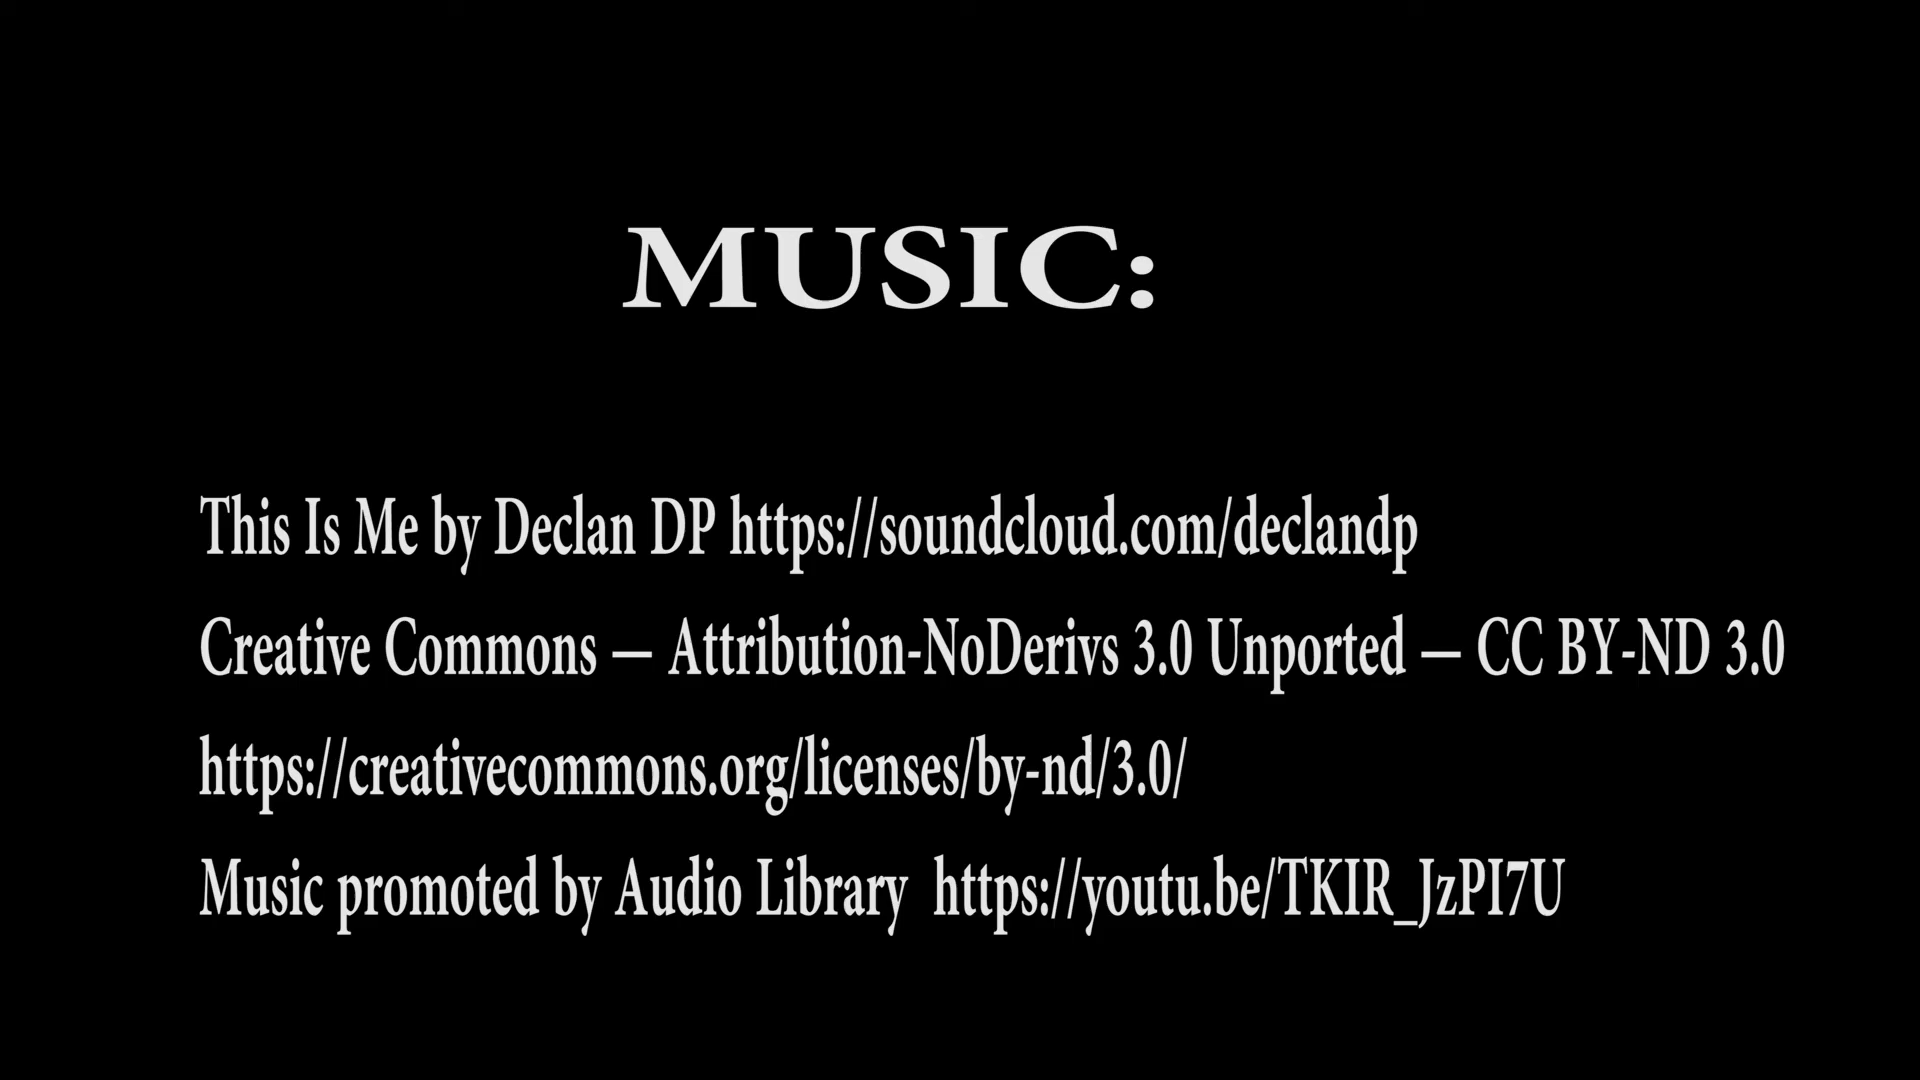 MUSIC:
This Is Me by Declan DP https://soundcloud.com/declandp
Creative Commons — Attribution-NoDerivs 3.0 Unported — CC BY-ND 3.0
https://creativecommons.org/licenses/by-nd/3.0/
Music promoted by Audio Library  https://youtu.be/TKIR_JzPI7U